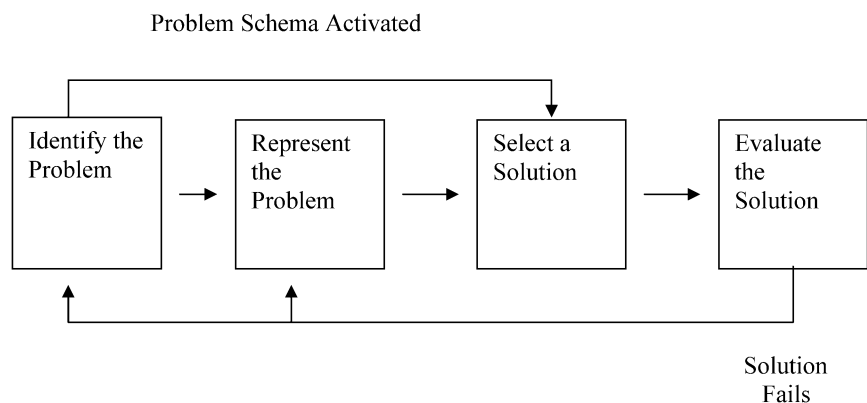 Problem Schema Activated
Identify the
Problem
Represent
the
Problem
Select a
Solution
Evaluate
the
Solution
Solution
Fails